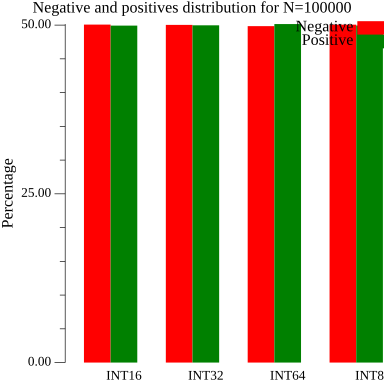 Negative and positives distribution for N=100000
Negative
Positive
50.00
25.00
0.00
Percentage
INT16
INT32
INT64
INT8